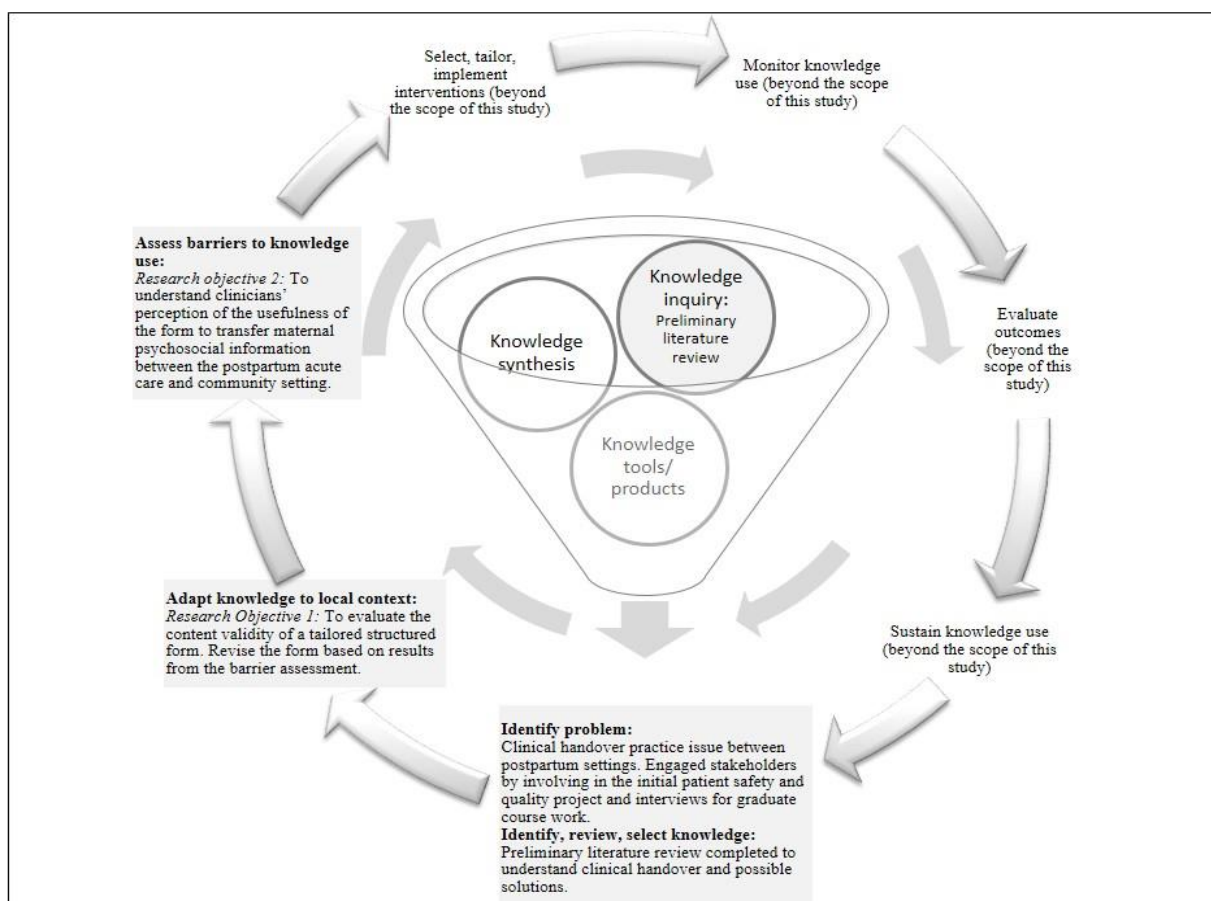 Select, tailor,
implement
interventions (beyond
the scope of this study)
Monitor knowledge
use (beyond the scope
of this study)
Evaluate
outcomes
(beyond the
scope of this
study)
Sustain knowledge use
(beyond the scope of this
study)
Identify problem:
Clinical handover practice issue between
postpartum settings. Engaged stakeholders
by involving in the initial patient safety and
quality project and interviews for graduate
course work.
Identify, review, select knowledge:
Preliminary literature review completed to
understand clinical handover and possible
solutions.
Adapt knowledge to local context:
Research Objective 1: To evaluate the
content validity of a tailored structured
form. Revise the form based on results
from the barrier assessment.
Assess barriers to knowledge
use:
Research objective 2: To
understand clinicians’
perception of the usefulness of
the form to transfer maternal
psychosocial information
between the postpartum acute
care and community setting.
Knowledge
inquiry:
Preliminary
literature
review
Knowledge
synthesis
Knowledge
tools/
products